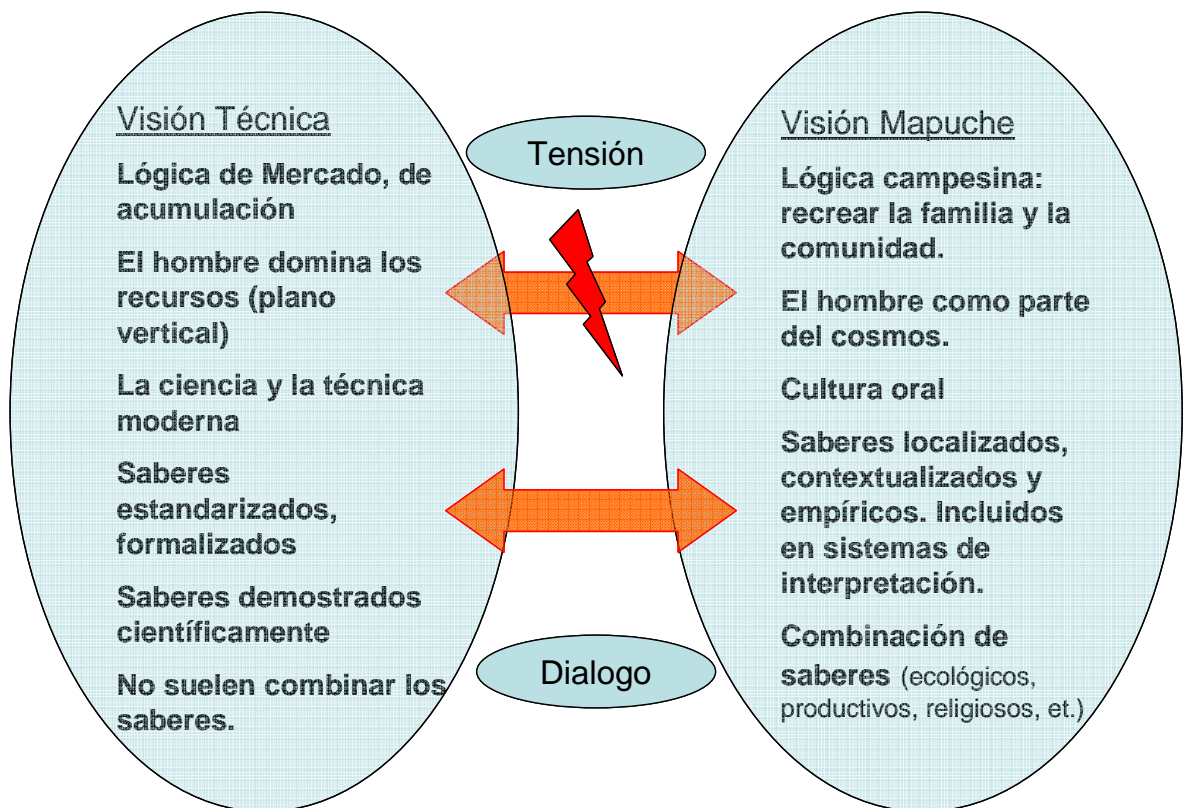 Visión Técnica
Lógica de Mercado, de
acumulación
El hombre domina los
recursos (plano
vertical)
La ciencia y la técnica
moderna
Saberes
estandarizados,
formalizados
Saberes demostrados
científicamente
No suelen combinar los
saberes.
Tensión
Dialogo
Visión Mapuche
Lógica campesina:
recrear la familia y la
comunidad.
El hombre como parte
del cosmos.
Cultura oral
Saberes localizados,
contextualizados y
empíricos. Incluidos
en sistemas de
interpretación.
Combinación de
saberes (ecológicos,
productivos, religiosos, et.)